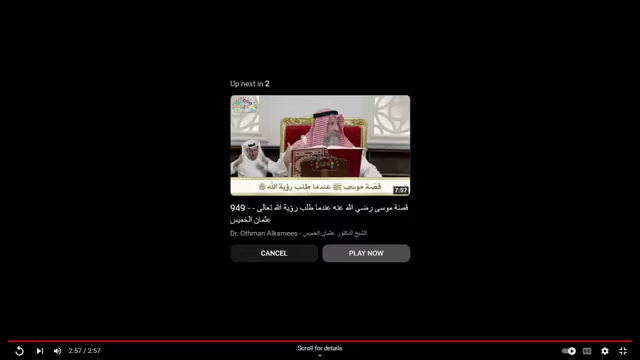 Up next in 2
قصة موسى ﷺ عندما طلب رؤية الله ﷻ
7:57
949 - قصة موسى رضي الله عنه عندما طلب رؤية الله تعالى -
عثمان الخميس
Dr. Othman Alkamees - الشيخ الدكتور عثمان الخميس
CANCEL
PLAY NOW
2:57 / 2:57
Scroll for details